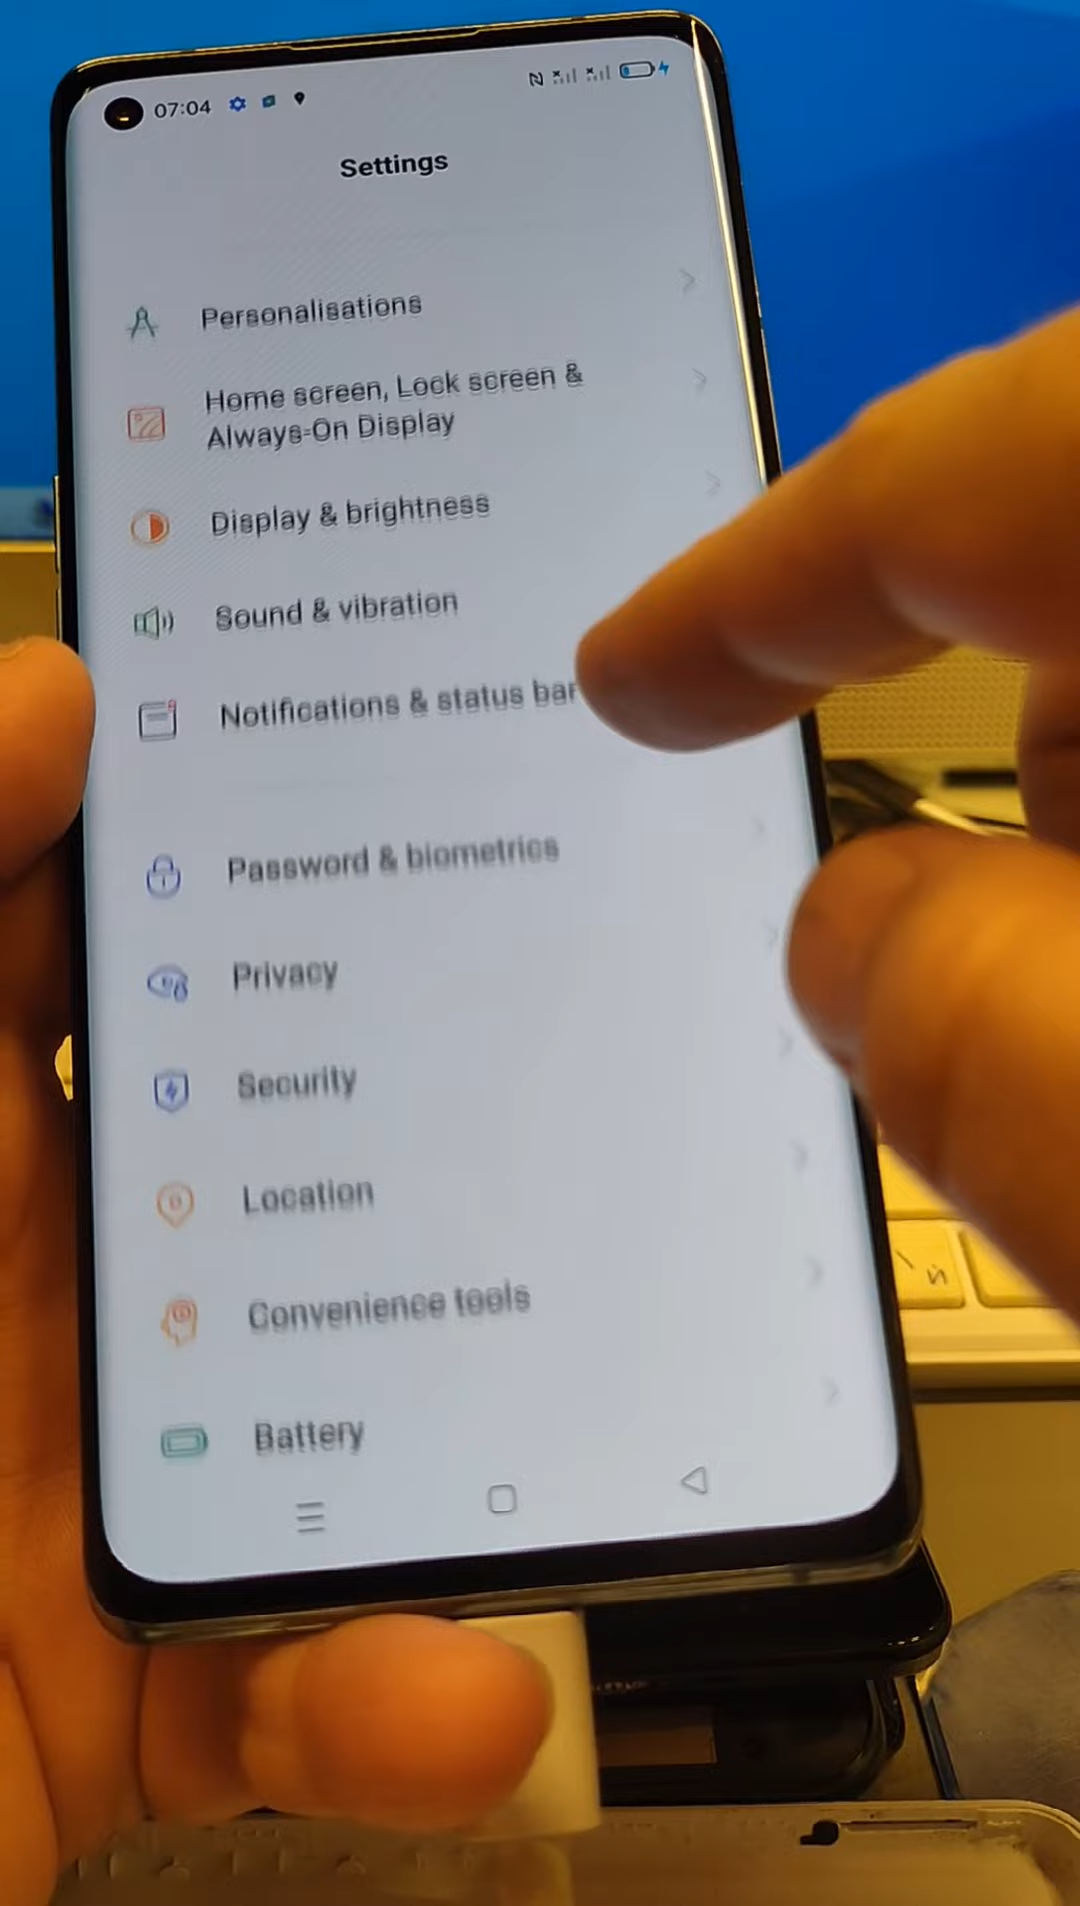 07:04
Settings
Personalisations
Home screen, Lock screen &
Always-On Display
Display & brightness
Sound & vibration
Notifications & status bar
Password & biometrics
Privacy
Security
Location
Convenience tools
Battery
Й